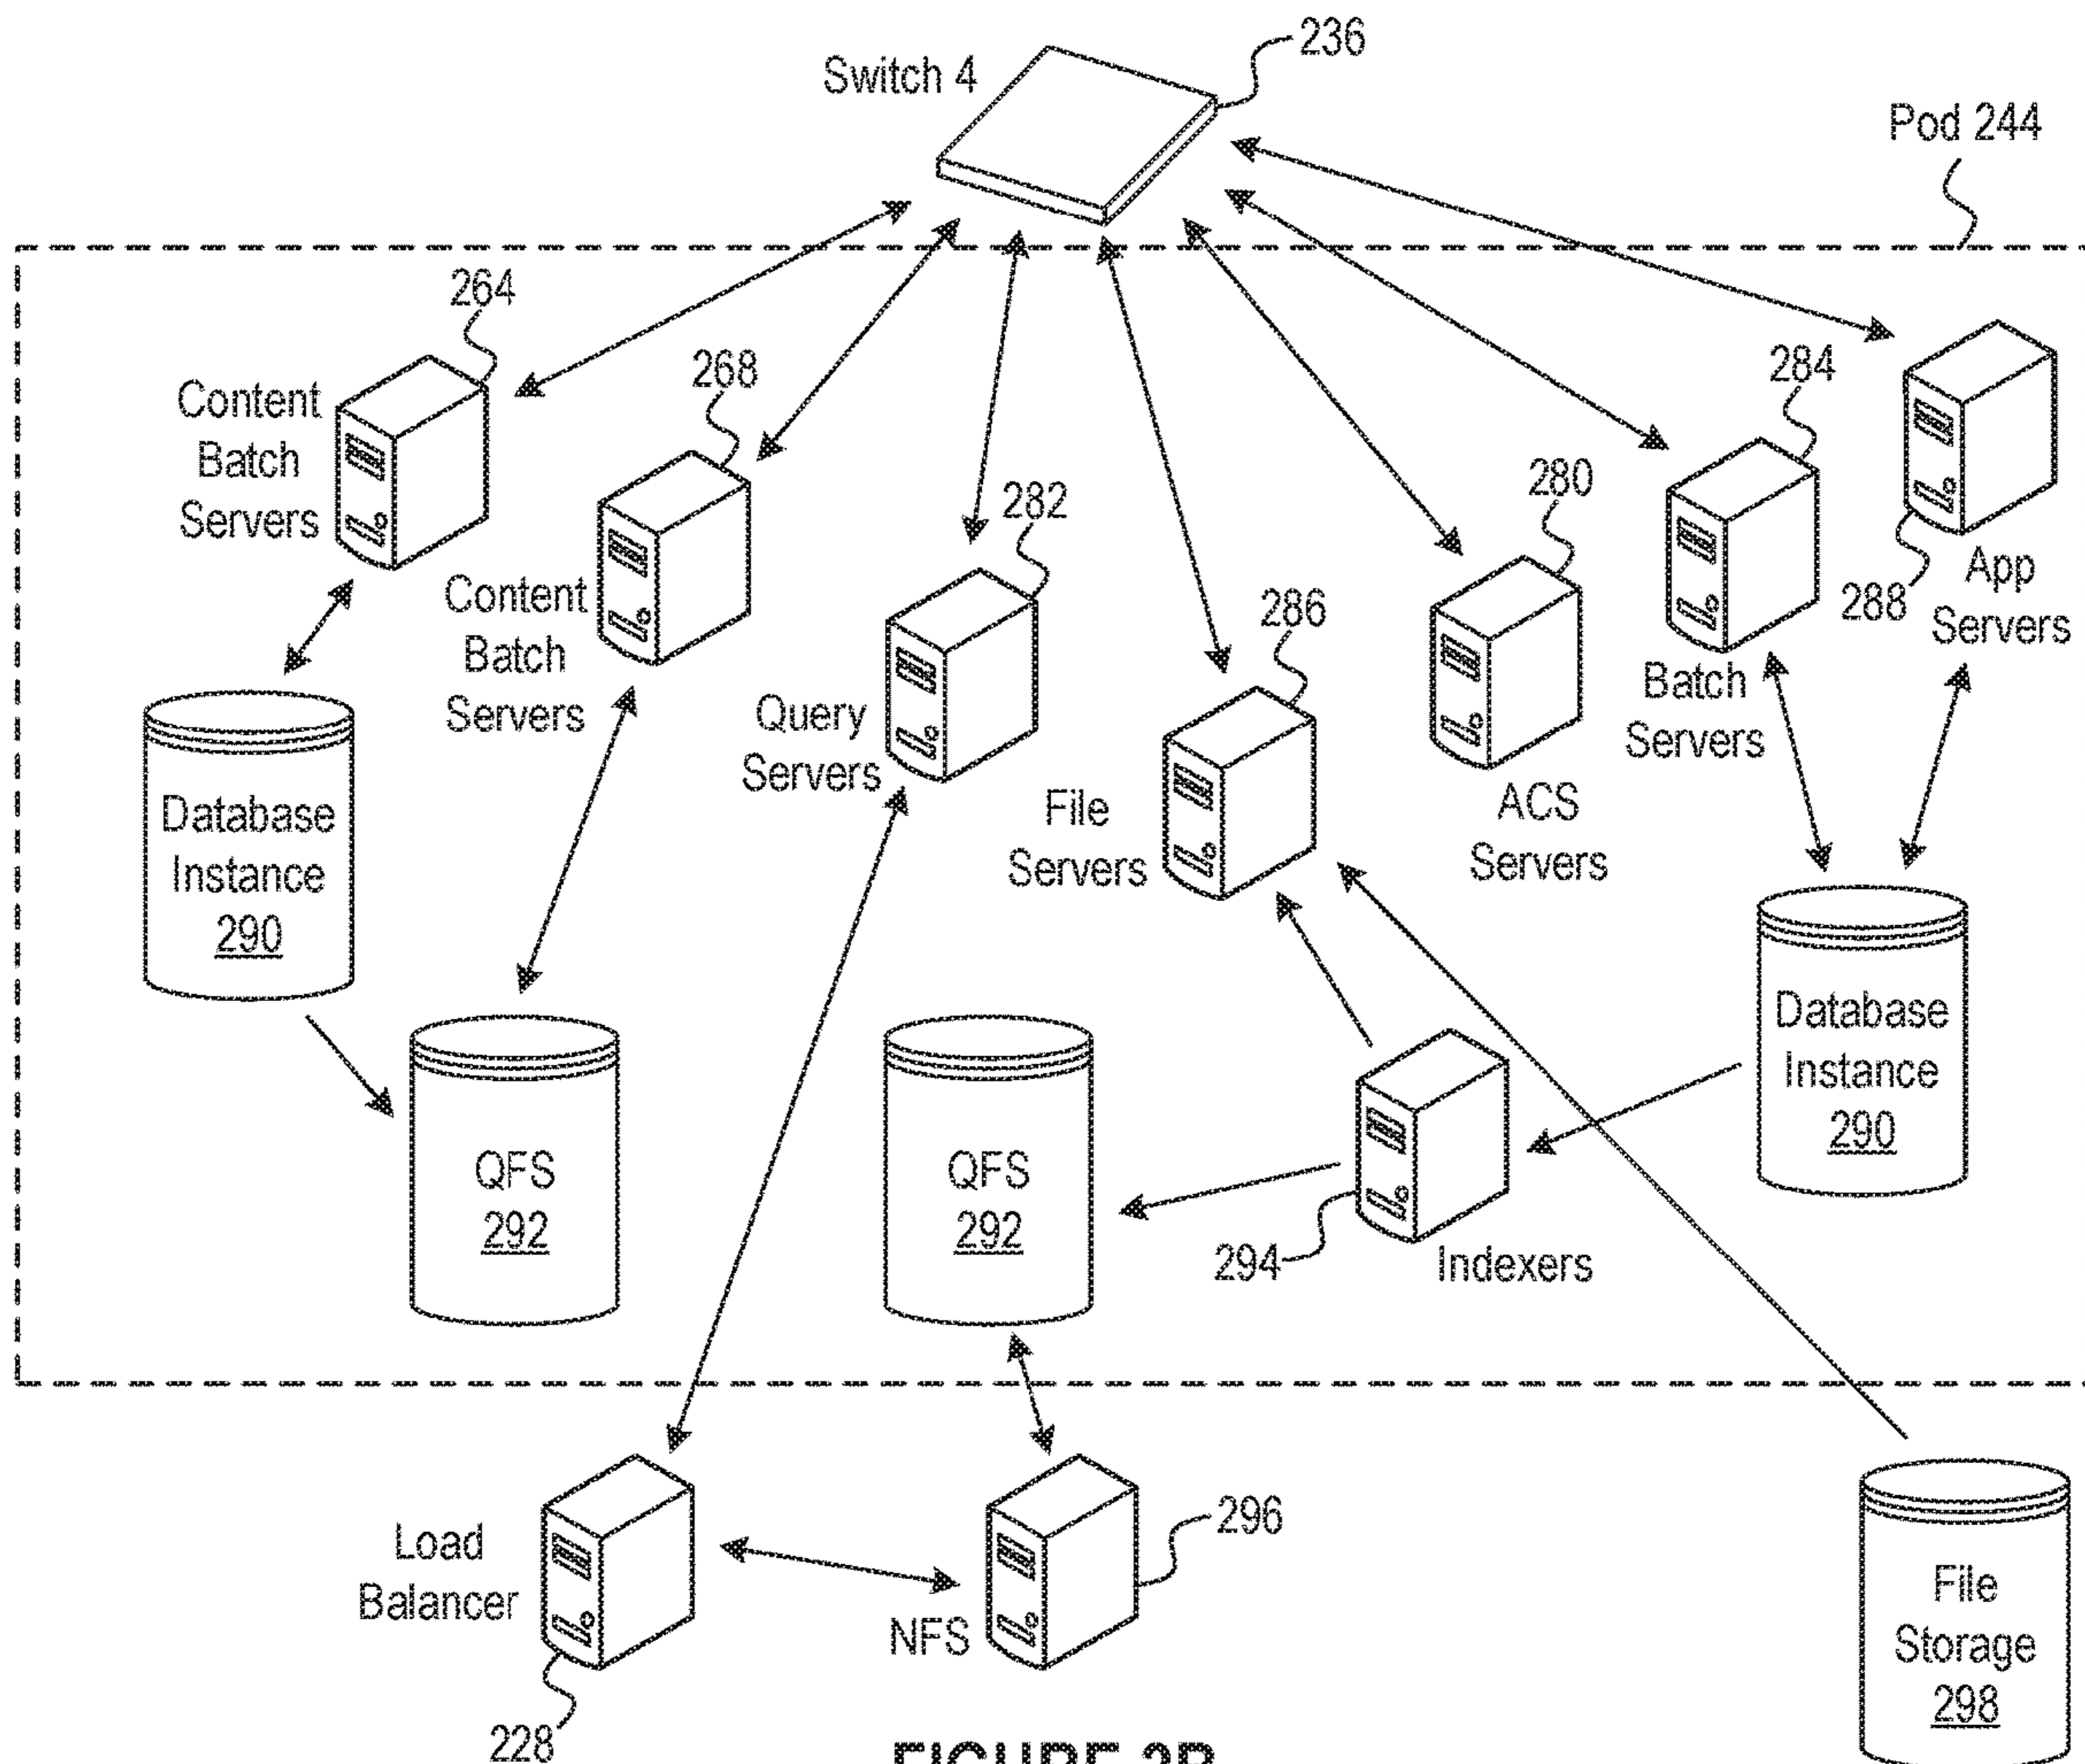 236
Switch 4
Pod 244
264
Content
Batch
Servers
268
Content
Batch
Servers
282
Query
Servers
286
File
Servers
280
ACS
Servers
284
Batch
Servers
288
App
Servers
Database
Instance
290
QFS
292
QFS
292
294
Indexers
Database
Instance
290
Load
Balancer
228
NFS
296
File
Storage
298